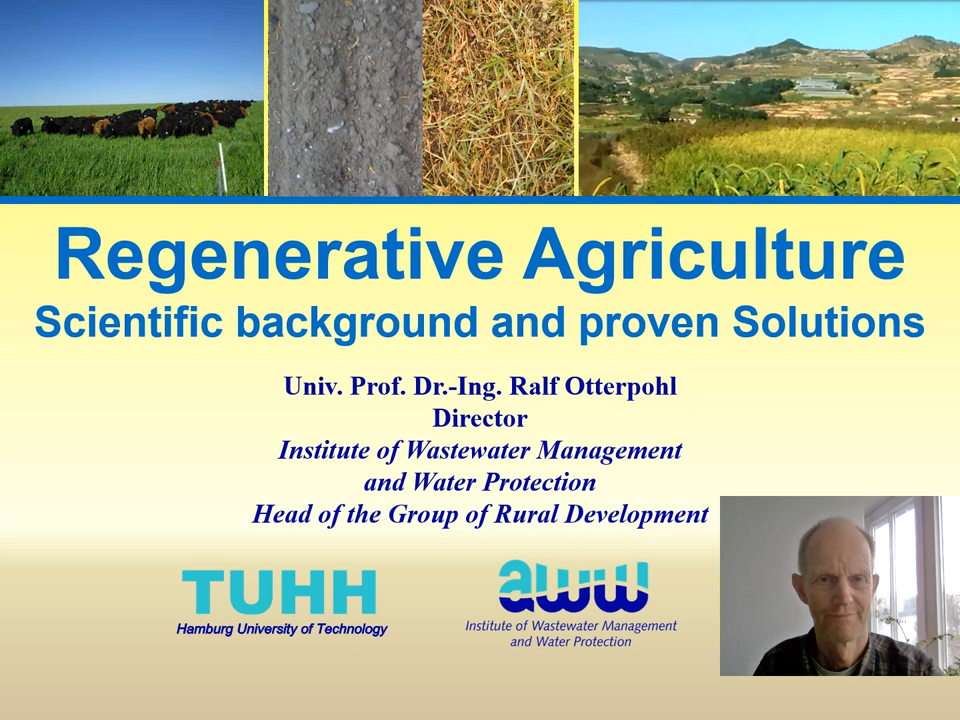 Regenerative Agriculture
Scientific background and proven Solutions
Univ. Prof. Dr.-Ing. Ralf Otterpohl
Director
Institute of Wastewater Management
and Water Protection
Head of the Group of Rural Development
TUHH
Hamburg University of Technology
aww
Institute of Wastewater Management
and Water Protection